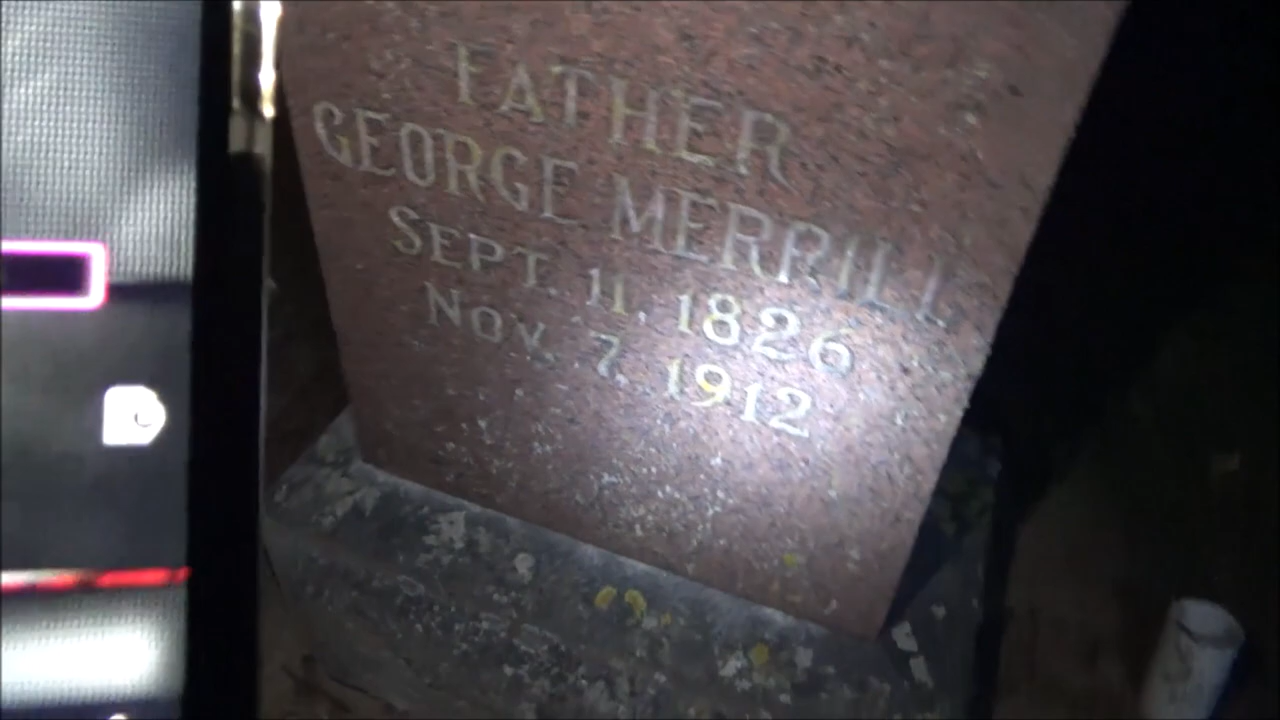 FATHER
GEORGE MERRILL
SEPT. 11, 1826
NOV. 7, 1912